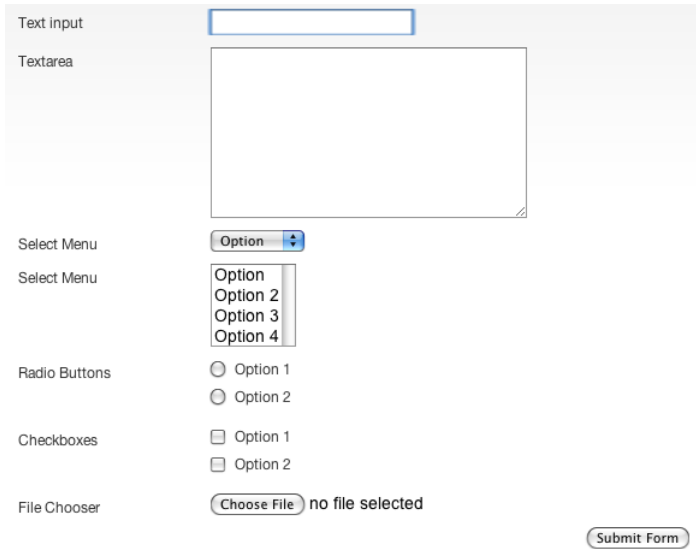 Text input
Textarea
Select Menu
Option
Select Menu
Option
Option 2
Option 3
Option 4
Radio Buttons
Option 1
Option 2
Checkboxes
Option 1
Option 2
File Chooser
Choose File no file selected
Submit Form